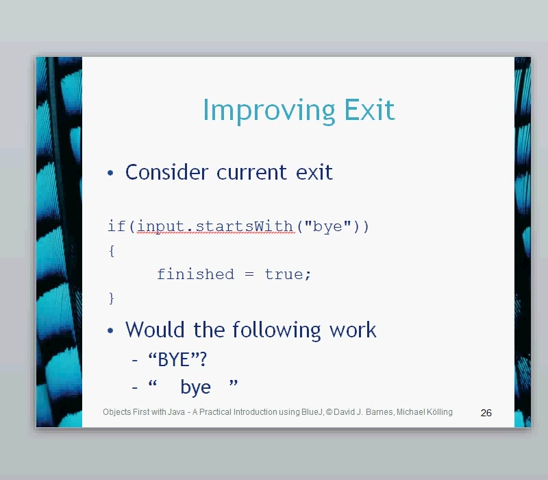 Improving Exit
• Consider current exit
if(input.startsWith("bye"))
{
finished = true;
}
• Would the following work
- “BYE”?
- “ bye ”
Objects First with Java - A Practical Introduction using BlueJ, © David J. Barnes, Michael Kölling
26